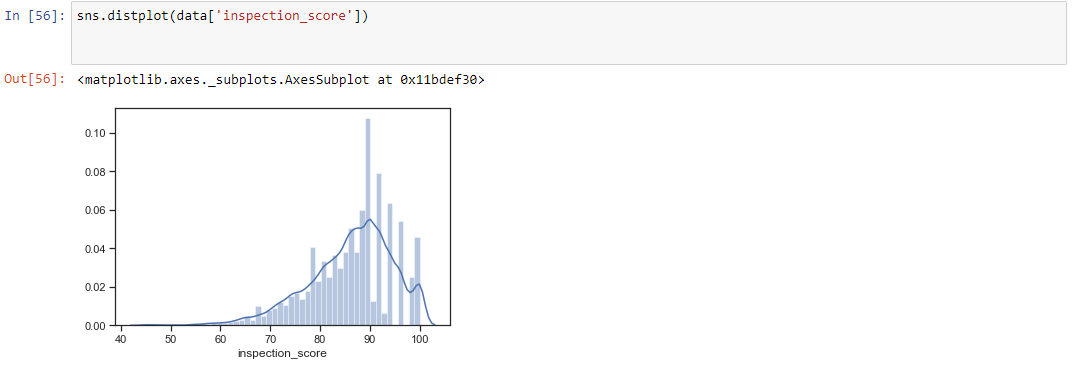 In [56]: sns.distplot(data['inspection_score'])
Out[56]: <matplotlib.axes._subplots.AxesSubplot at 0x11bdef30>
0.10
0.08
0.06
0.04
0.02
0.00
40 50 60 70 80 90 100
inspection_score